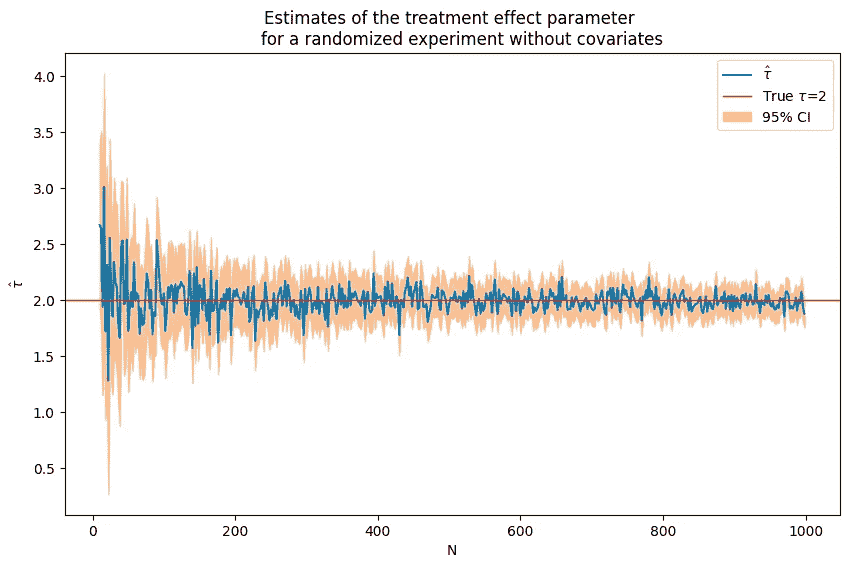 Estimates of the treatment effect parameter
for a randomized experiment without covariates
τ̂
True τ=2
95% CI
4.0
3.5
3.0
2.5
2.0
1.5
1.0
0.5
τ̂
0 200 400 600 800 1000
N